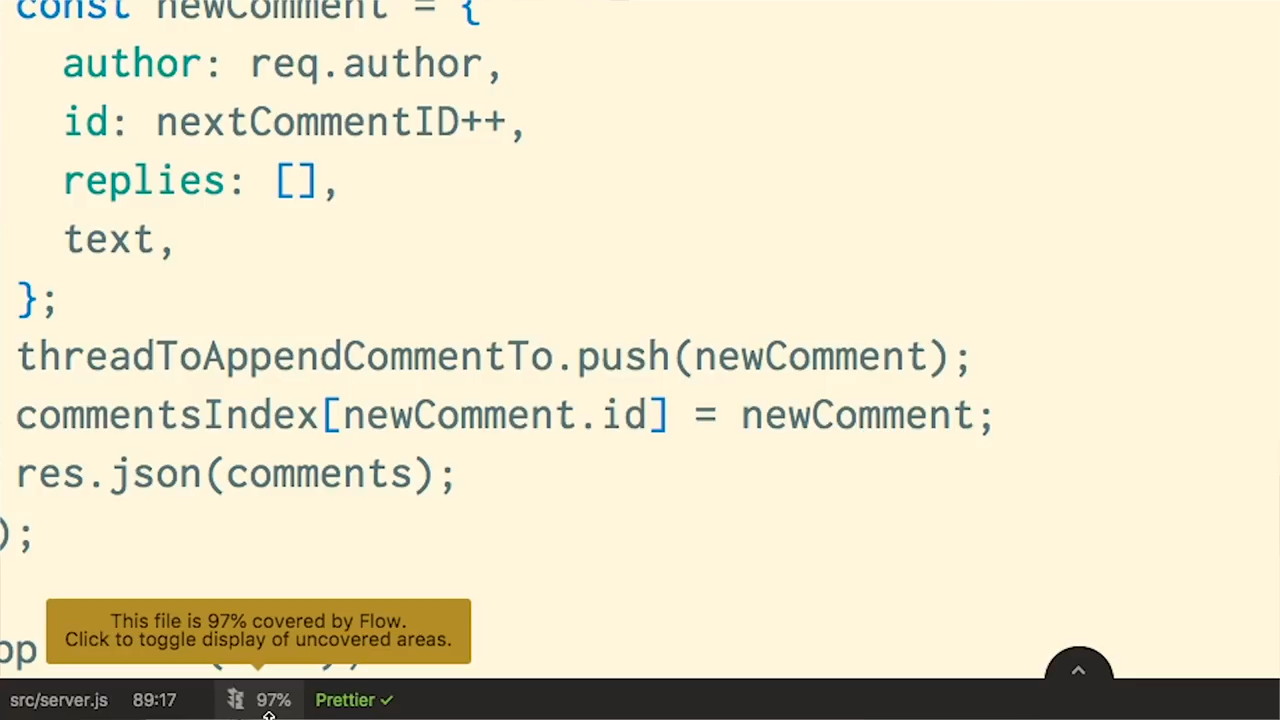 const newComment = {
author: req.author,
id: nextCommentID++,
replies: [],
text,
};
threadToAppendCommentTo.push(newComment);
commentsIndex[newComment.id] = newComment;
res.json(comments);
);
This file is 97% covered by Flow.
Click to toggle display of uncovered areas.
src/server.js 89:17 97% Prettier ✓